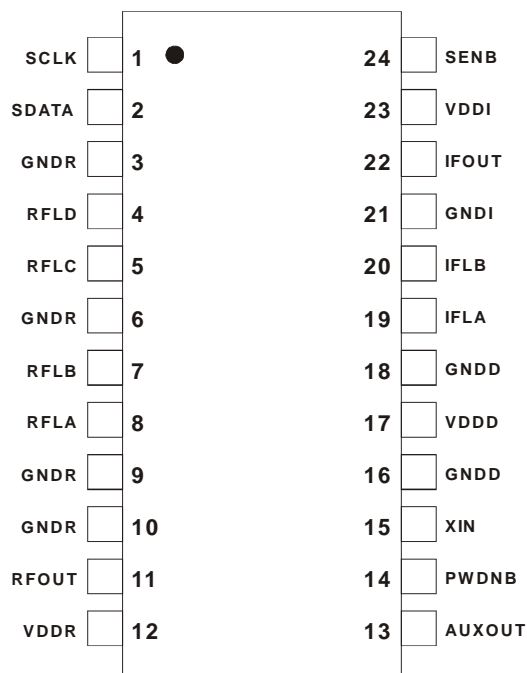 SCLK 1 24 SENB
SDATA 2 23 VDDI
GNDR 3 22 IFOUT
RFLD 4 21 GNDI
RFLC 5 20 IFLB
GNDR 6 19 IFLA
RFLB 7 18 GNDD
RFLA 8 17 VDDD
GNDR 9 16 GNDD
GNDR 10 15 XIN
RFOUT 11 14 PWDNB
VDDR 12 13 AUXOUT